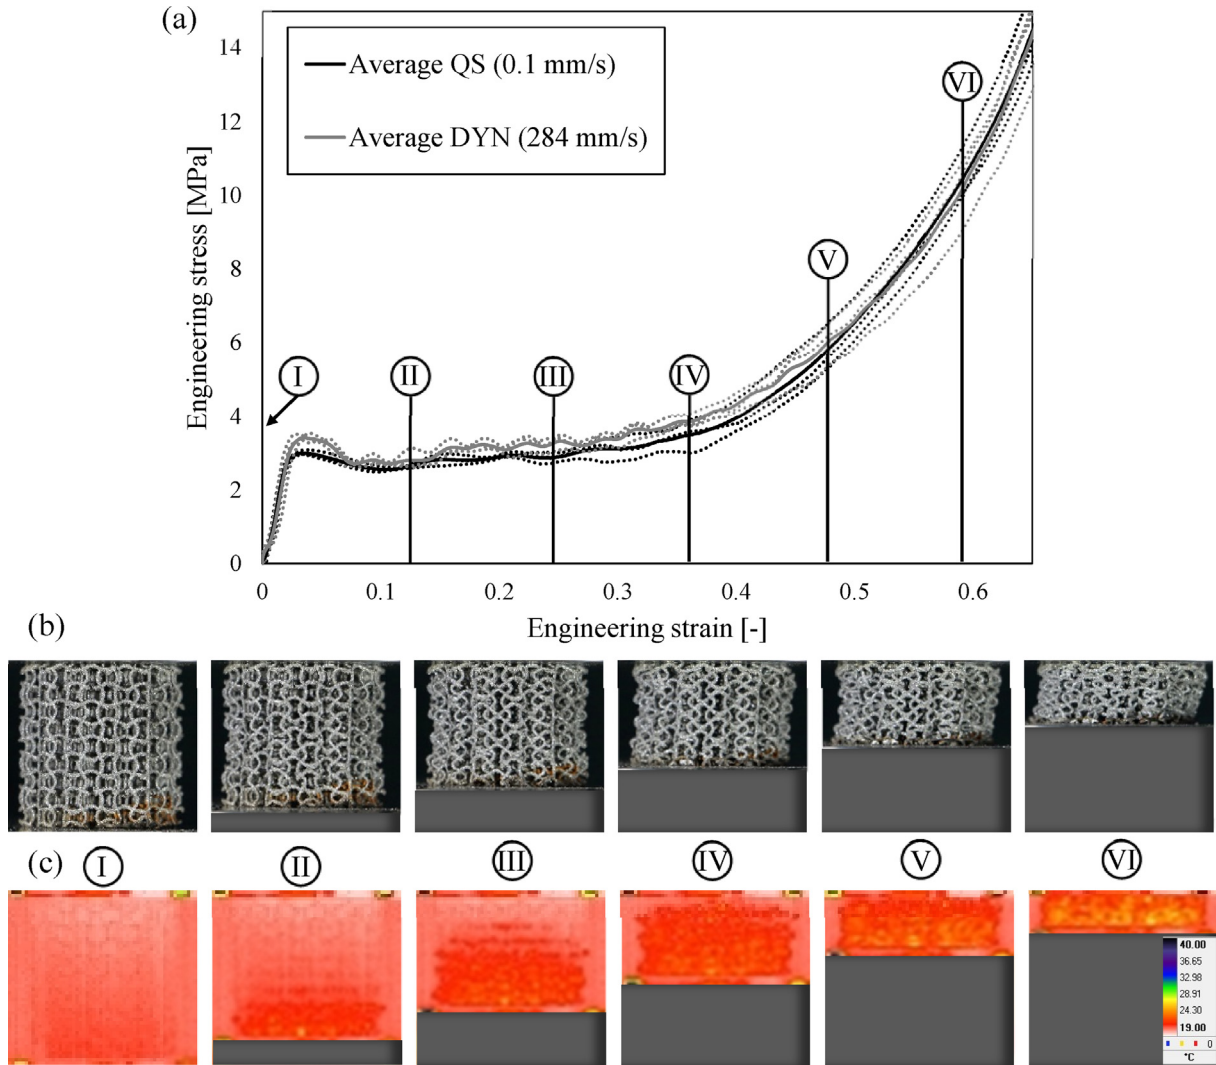 (a)
14
12
10
8
6
4
2
0
Engineering stress [MPa]
Average QS (0.1 mm/s)
Average DYN (284 mm/s)
I
II
III
IV
V
VI
0
0.1
0.2
0.3
0.4
0.5
0.6
Engineering strain [-]
(b)
(c)
I
II
III
IV
V
VI
40.00
36.65
32.98
28.91
24.30
19.00
0
°C